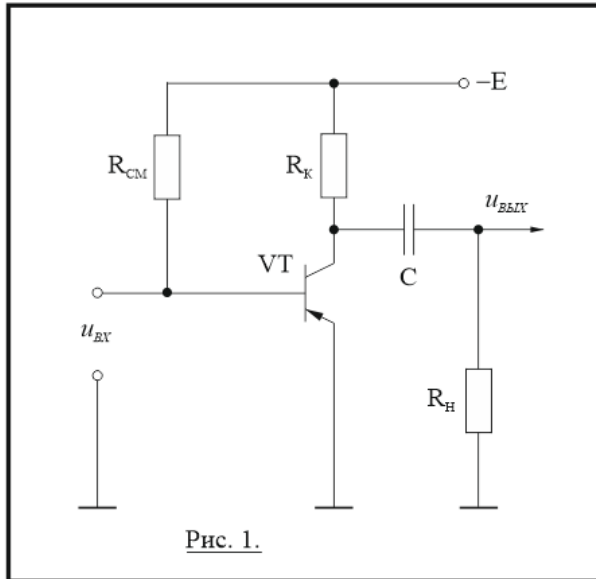 –E
R_СМ
R_К
u_ВЫХ
VT
C
u_ВХ
R_Н
Рис. 1.